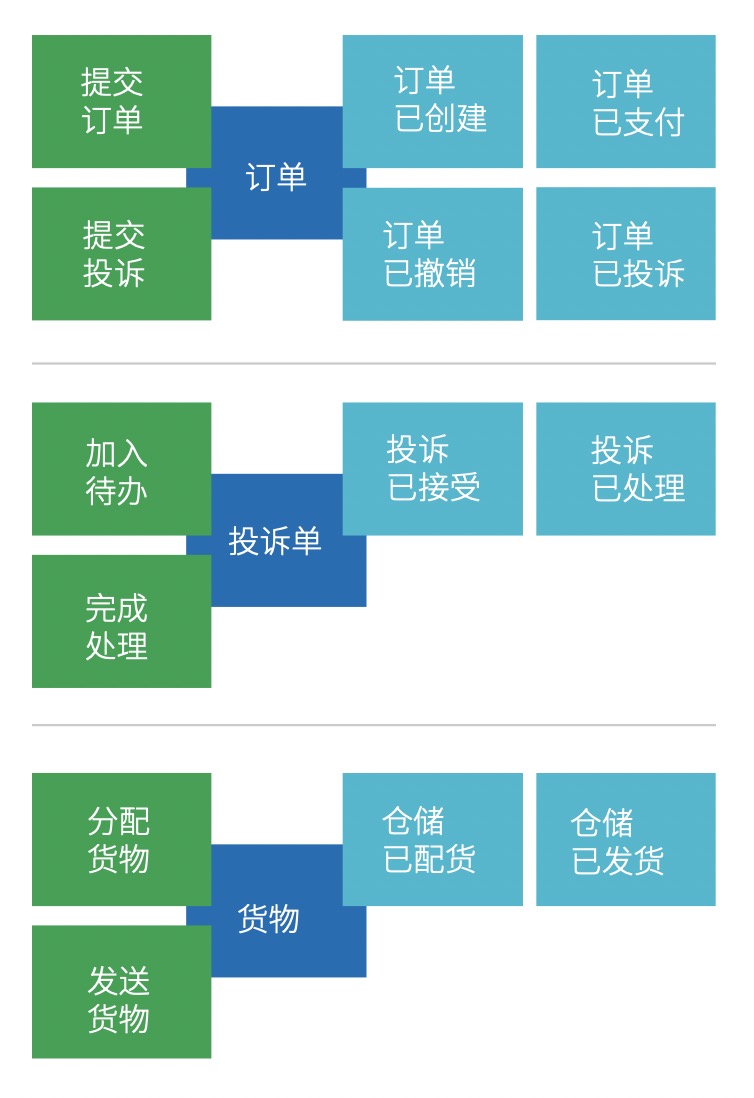 提交
订单
提交
投诉
订单
订单
已创建
订单
已支付
订单
已撤销
订单
已投诉
加入
待办
完成
处理
投诉单
投诉
已接受
投诉
已处理
分配
货物
发送
货物
货物
仓储
已配货
仓储
已发货